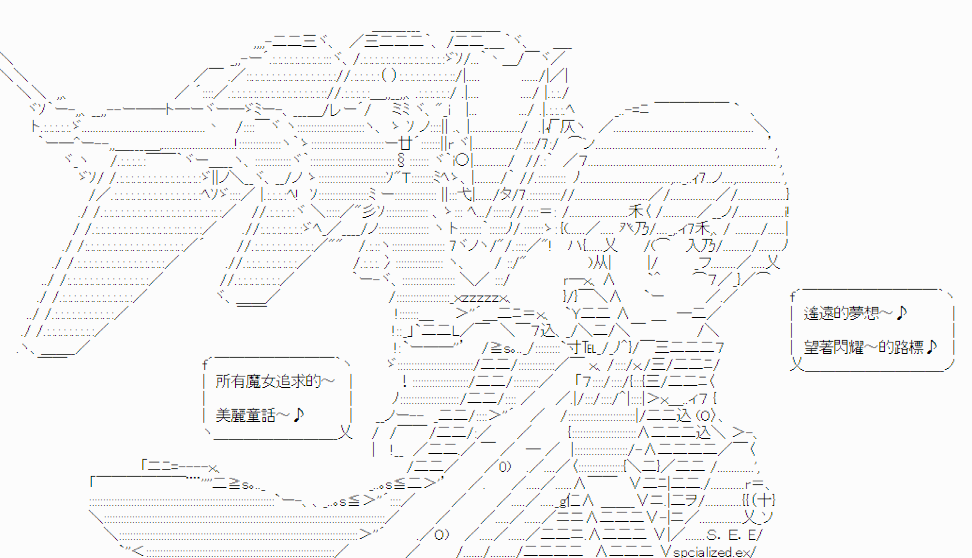 遙遠的夢想～♪
望著閃耀～的路標♪
所有魔女追求的～
美麗童話～♪
S．E．E/
spcialized.ex/